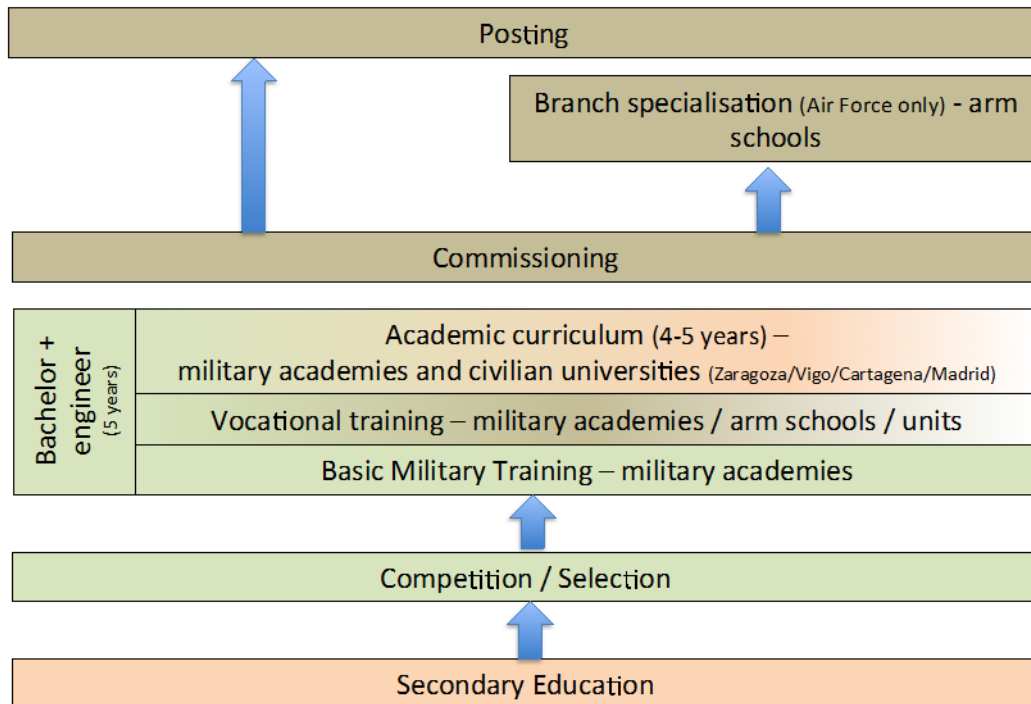 Posting
Branch specialisation (Air Force only) - arm
schools
Commissioning
Bachelor +
engineer
(5 years)
Academic curriculum (4-5 years) –
military academies and civilian universities (Zaragoza/Vigo/Cartagena/Madrid)
Vocational training – military academies / arm schools / units
Basic Military Training – military academies
Competition / Selection
Secondary Education